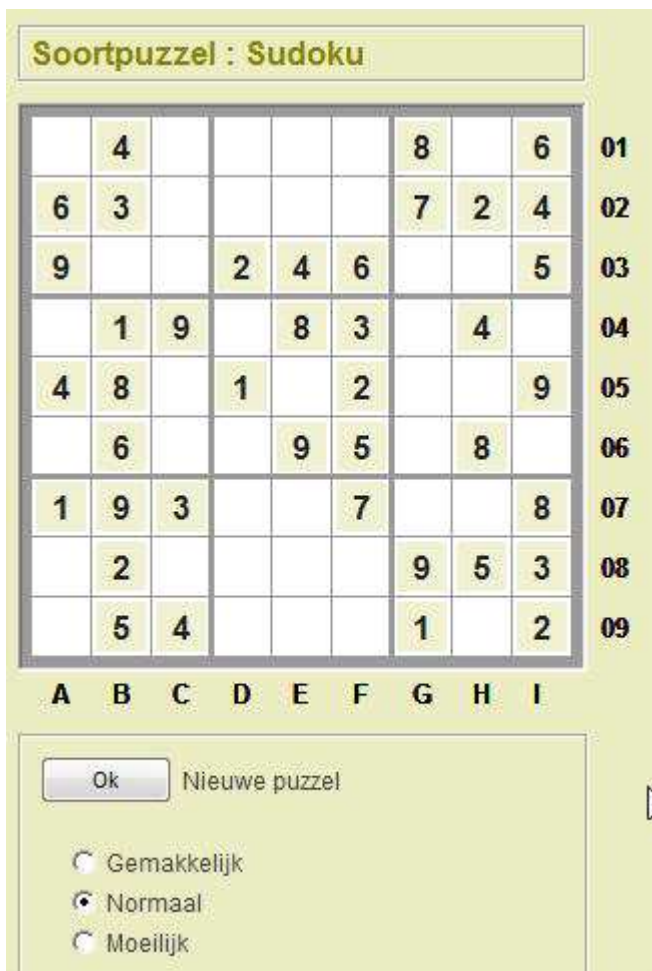 Soortpuzzel : Sudoku
4 8 6 01
6 3 7 2 4 02
9 2 4 6 5 03
1 9 8 3 4 04
4 8 1 2 9 05
6 9 5 8 06
1 9 3 7 8 07
2 9 5 3 08
5 4 1 2 09
A B C D E F G H I
Ok Nieuwe puzzel
Gemakkelijk
Normaal
Moeilijk